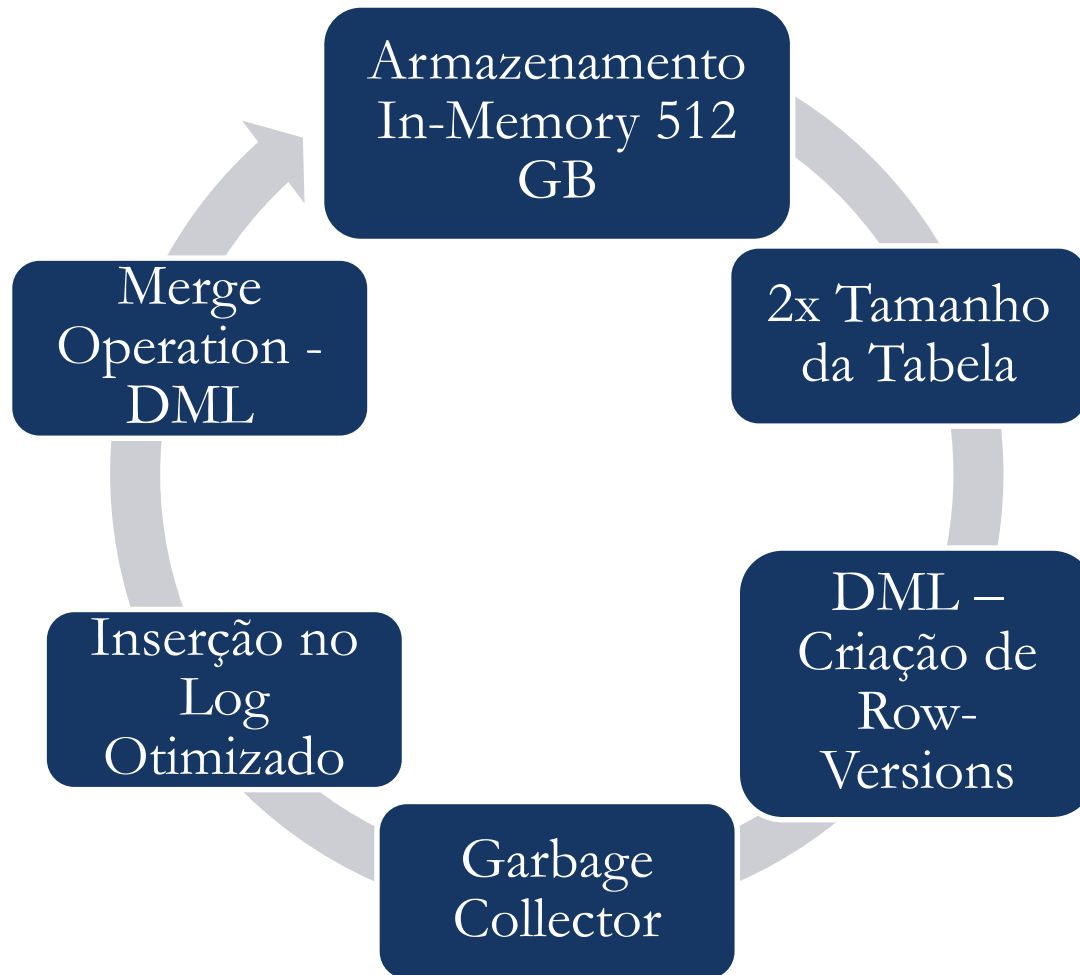 Armazenamento
In-Memory 512
GB
2x Tamanho
da Tabela
DML –
Criação de
Row-
Versions
Garbage
Collector
Inserção no
Log
Otimizado
Merge
Operation -
DML